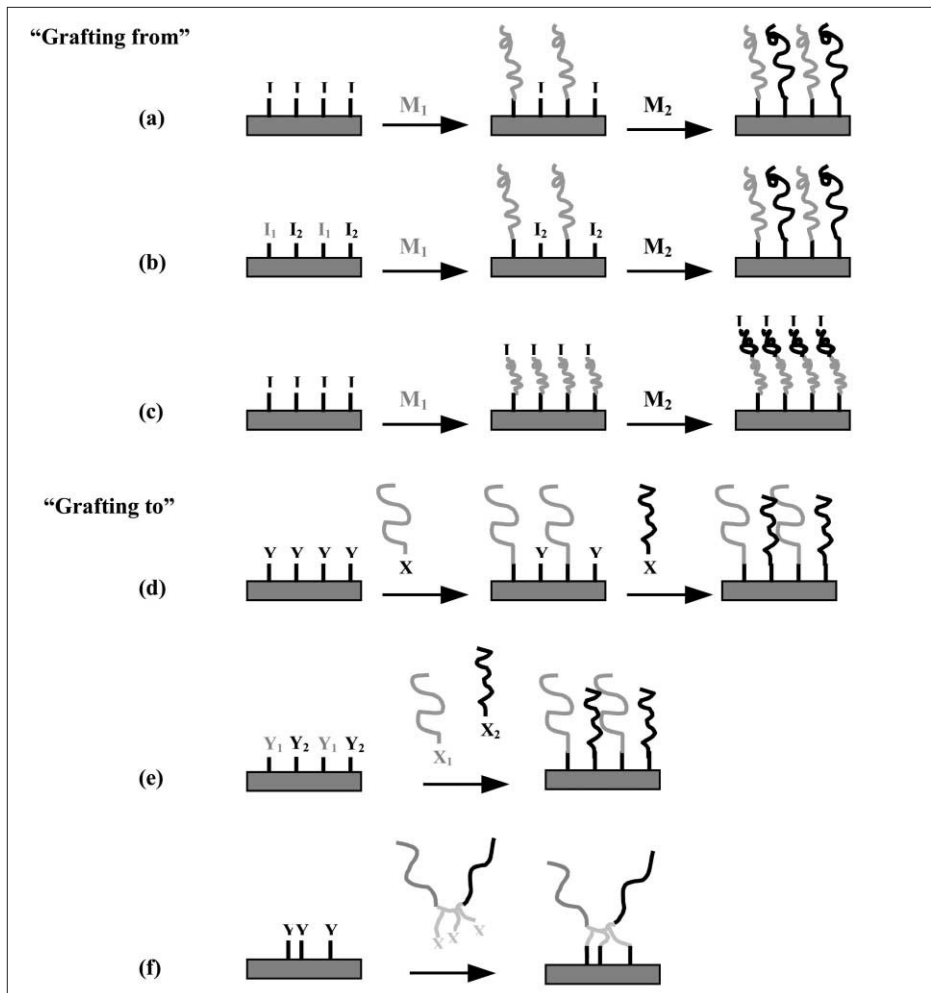 “Grafting from”
I I I I
I I
(a) M₁ M₂
I₁ I₂ I₁ I₂
I₂ I₂
(b) M₁ M₂
I I I I
I I I I
I I I I
(c) M₁ M₂
“Grafting to”
Y Y Y Y
X
Y Y
X
(d)
Y₁ Y₂ Y₁ Y₂
X₁
X₂
(e)
Y Y Y
X X X
(f)